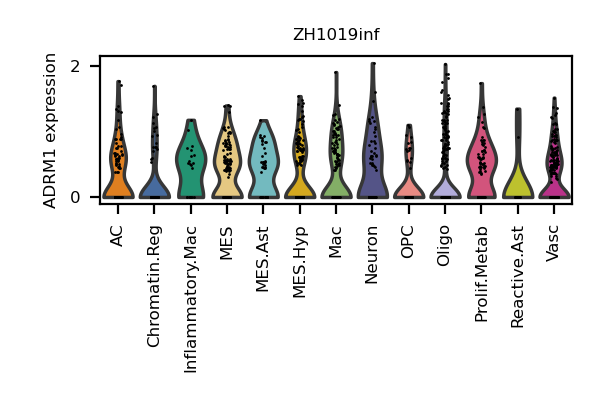 ZH1019inf
ADRM1 expression
2
0
AC
Chromatin.Reg
Inflammatory.Mac
MES
MES.Ast
MES.Hyp
Mac
Neuron
OPC
Oligo
Prolif.Metab
Reactive.Ast
Vasc